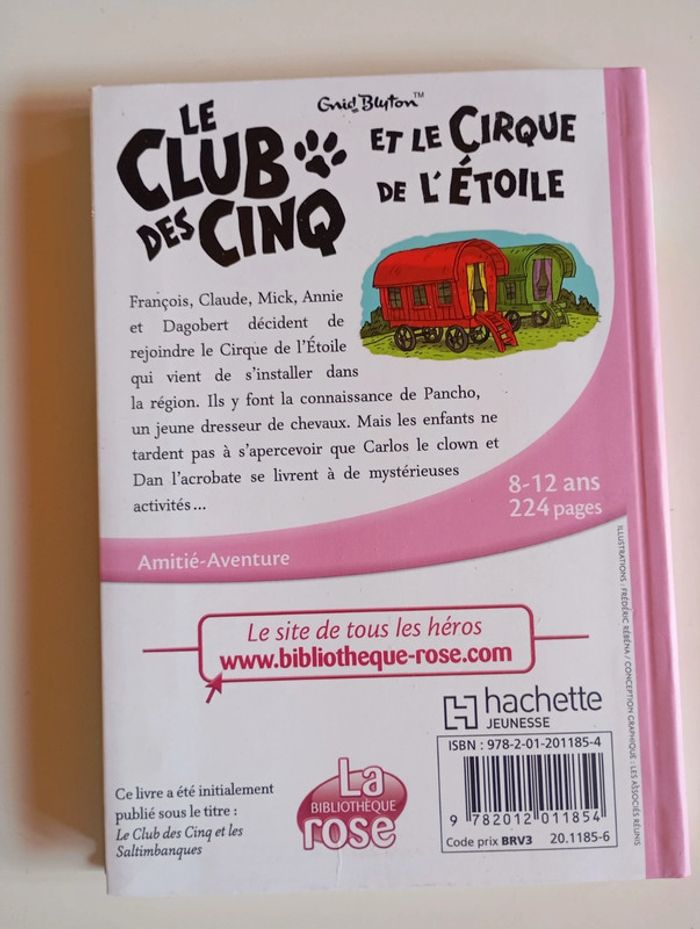 Enid Blyton™
LE
CLUB
DES CINQ
ET LE CIRQUE
DE L'ÉTOILE
François, Claude, Mick, Annie
et Dagobert décident de
rejoindre le Cirque de l'Étoile
qui vient de s'installer dans
la région. Ils y font la connaissance de Pancho,
un jeune dresseur de chevaux. Mais les enfants ne
tardent pas à s'apercevoir que Carlos le clown et
Dan l'acrobate se livrent à de mystérieuses
activités...
8-12 ans
224 pages
Amitié-Aventure
ILLUSTRATIONS : FRÉDÉRIC RÉBÉNA / CONCEPTION GRAPHIQUE : LES ASSOCIÉS RÉUNIS
Le site de tous les héros
www.bibliotheque-rose.com
hachette
JEUNESSE
ISBN : 978-2-01-201185-4
9 782012 011854
Code prix BRV3 20.1185-6
La
BIBLIOTHÈQUE
rose
Ce livre a été initialement
publié sous le titre :
Le Club des Cinq et les
Saltimbanques